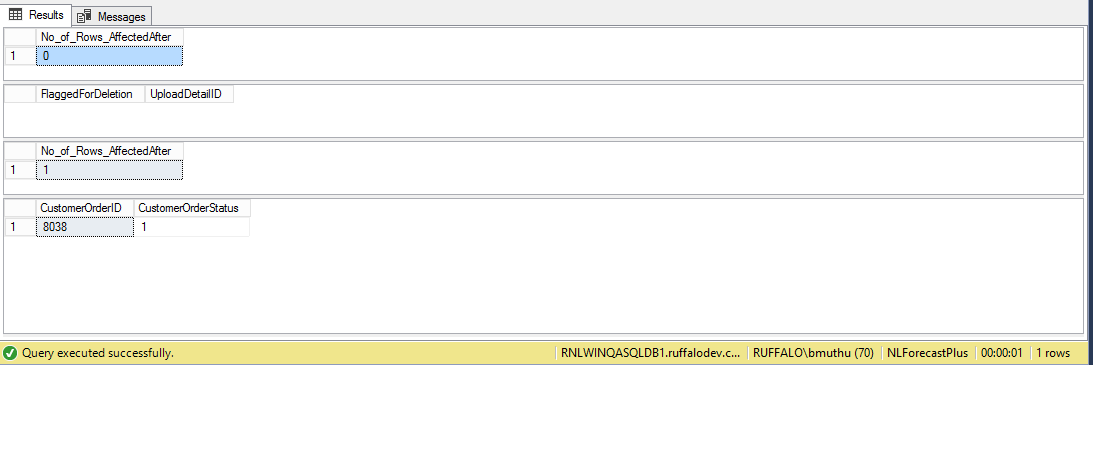 Results Messages
No_of_Rows_AffectedAfter
1 0
FlaggedForDeletion UploadDetailID
No_of_Rows_AffectedAfter
1 1
CustomerOrderID CustomerOrderStatus
1 8038 1
Query executed successfully. RNLWINQASQLDB1.ruffalodev.c... RUFFALO\bmuthu (70) NLForecastPlus 00:00:01 1 rows